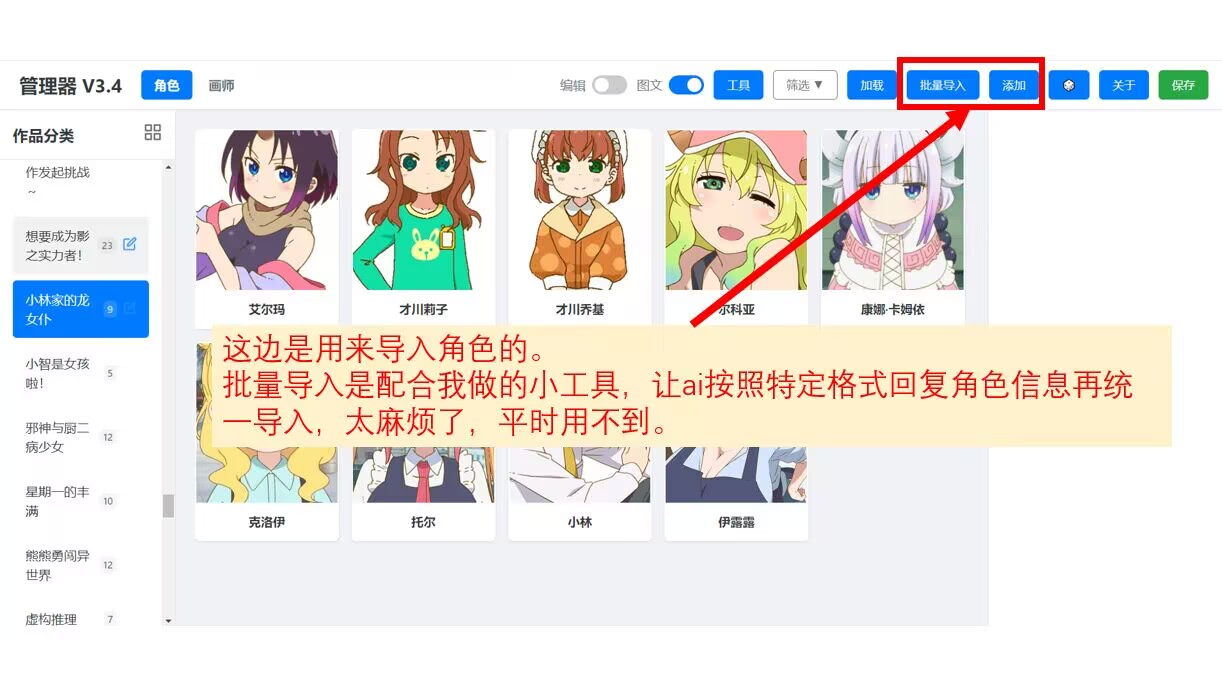 管理器 V3.4
角色
画师
编辑
图文
工具
筛选 ▼
加载
批量导入
添加
关于
保存
作品分类
作发起挑战
~
想要成为影
之实力者！
23
小林家的龙
女仆
9
小智是女孩
啦！
5
邪神与厨二
病少女
12
星期一的丰
满
10
熊熊勇闯异
世界
12
虚构推理
7
艾尔玛
才川莉子
才川乔基
尔科亚
康娜·卡姆依
这边是用来导入角色的。
批量导入是配合我做的小工具，让ai按照特定格式回复角色信息再统
一导入，太麻烦了，平时用不到。
克洛伊
托尔
小林
伊露露